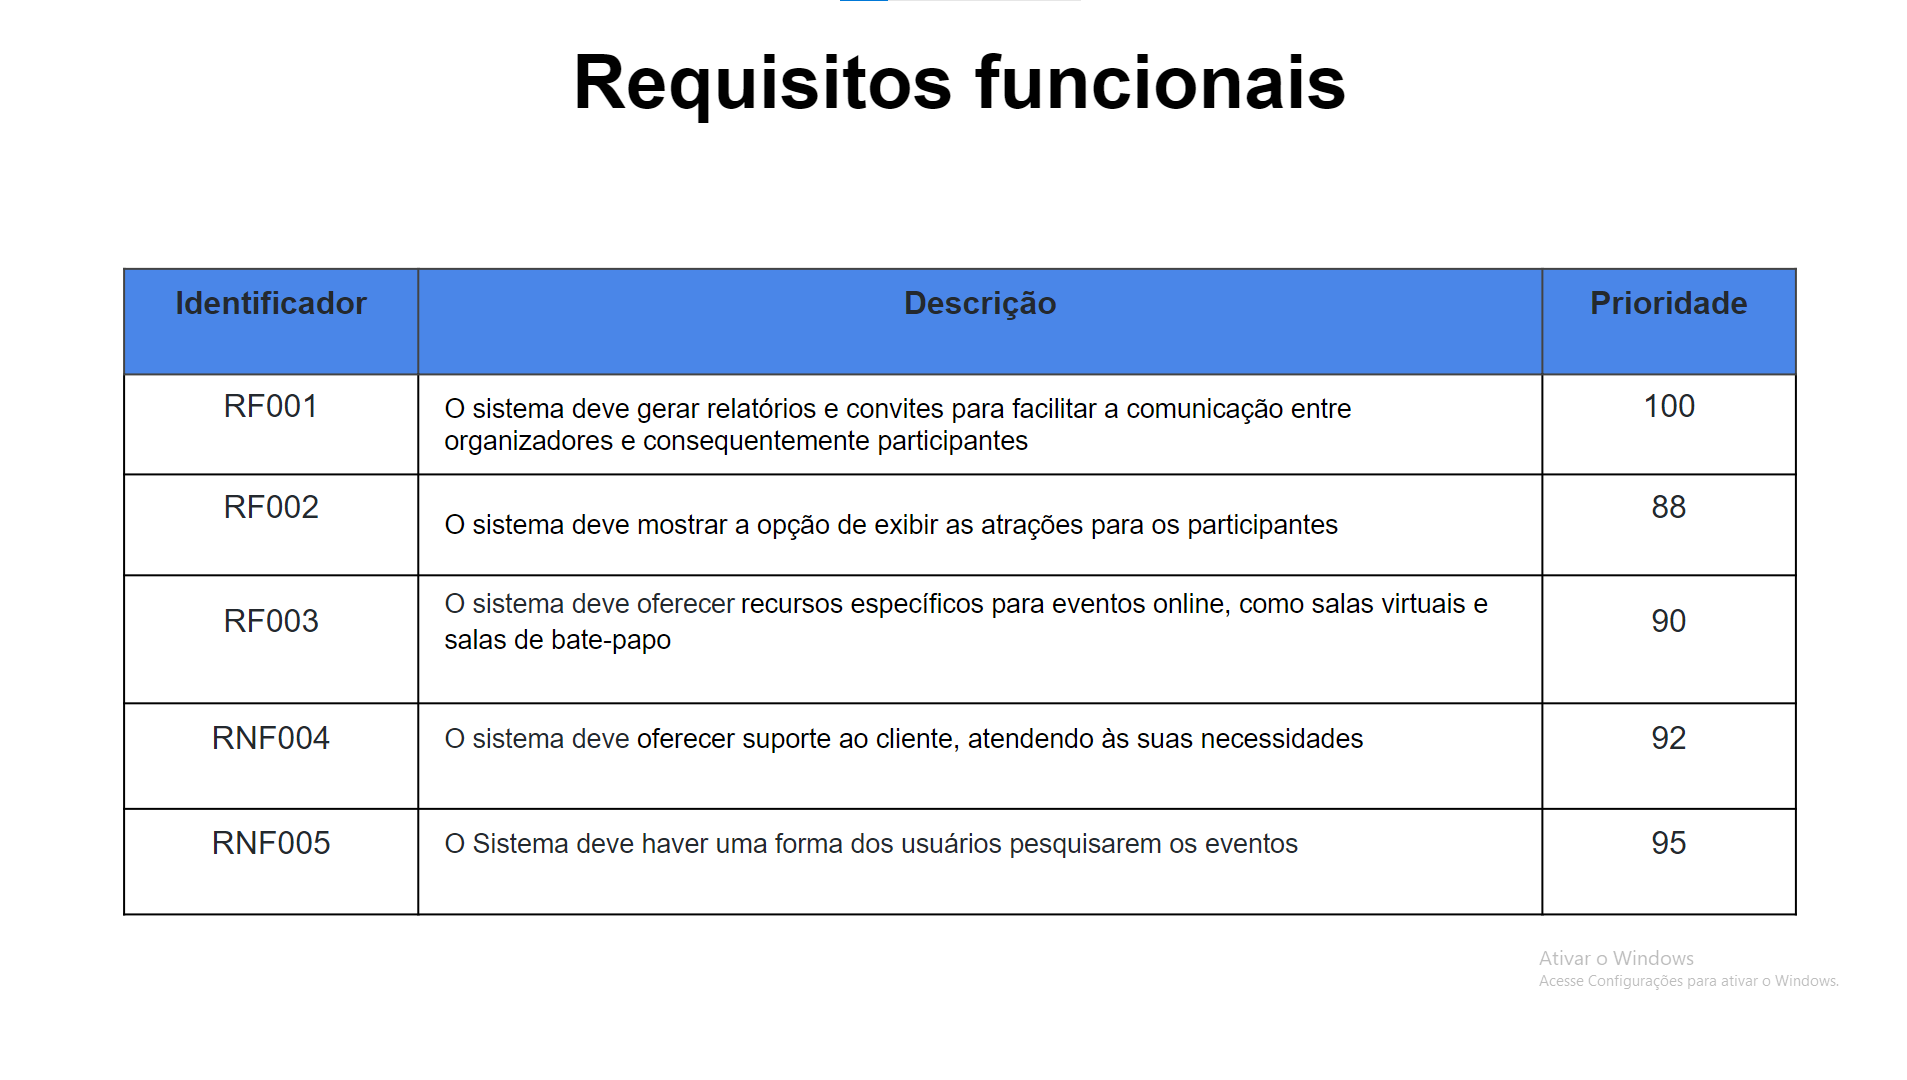 Requisitos funcionais
Identificador Descrição Prioridade
RF001 O sistema deve gerar relatórios e convites para facilitar a comunicação entre 100
organizadores e consequentemente participantes
RF002 O sistema deve mostrar a opção de exibir as atrações para os participantes 88
RF003 O sistema deve oferecer recursos específicos para eventos online, como salas virtuais e 90
salas de bate-papo
RNF004 O sistema deve oferecer suporte ao cliente, atendendo às suas necessidades 92
RNF005 O Sistema deve haver uma forma dos usuários pesquisarem os eventos 95
Ativar o Windows
Acesse Configurações para ativar o Windows.